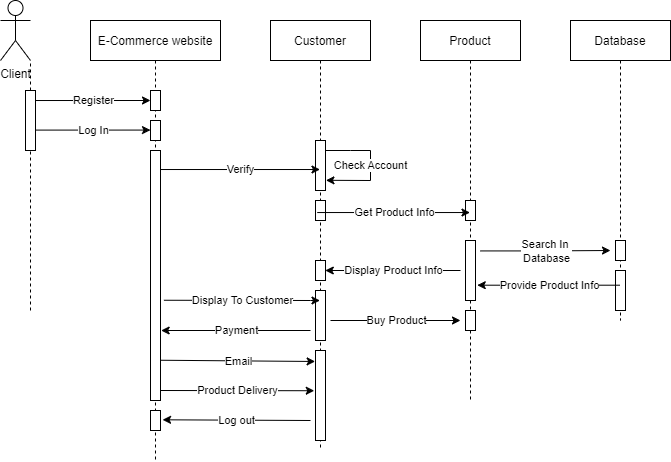 E-Commerce website
Customer
Product
Database
Client
Register
Log In
Verify
Check Account
Get Product Info
Search In
Database
Display Product Info
Provide Product Info
Display To Customer
Buy Product
Payment
Email
Product Delivery
Log out